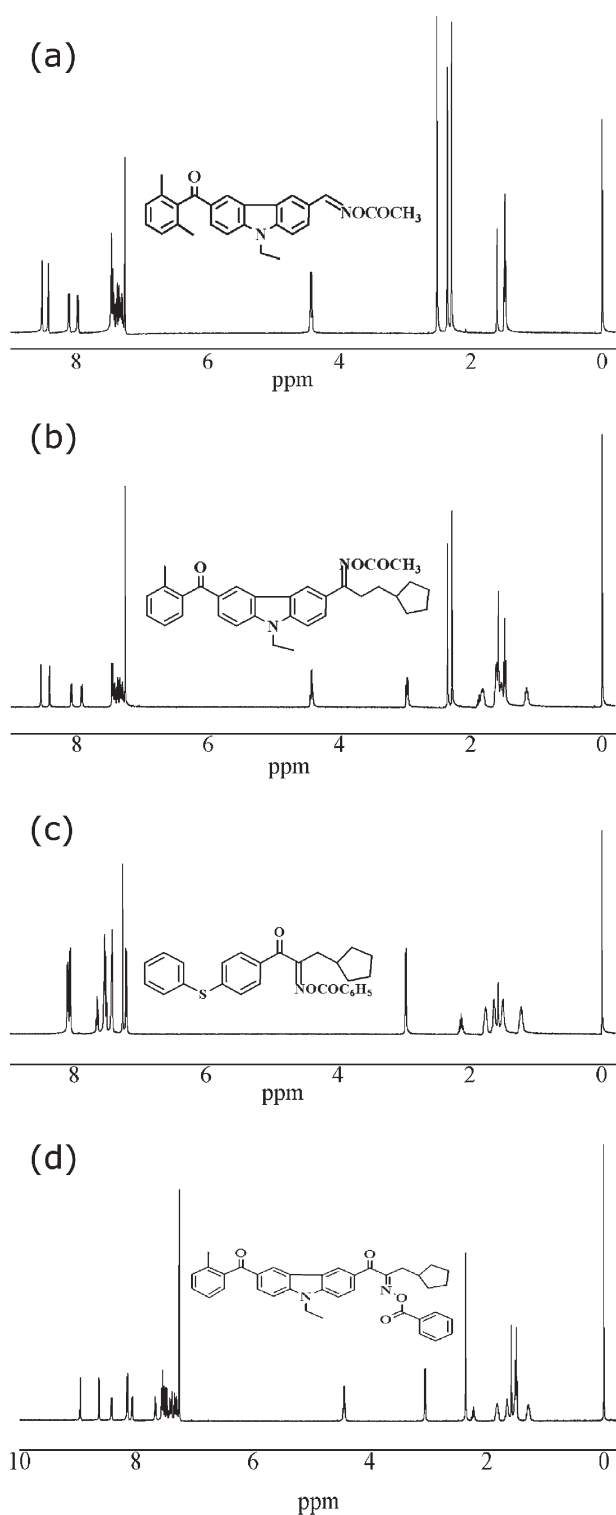 (a)
O
NOCOCH3
N
8 6 4 2 0
ppm
(b)
NOCOCH3
O
N
8 6 4 2 0
ppm
(c)
O
S
NOCOC6H5
8 6 4 2 0
ppm
(d)
O O
N
N O
O
10 8 6 4 2 0
ppm